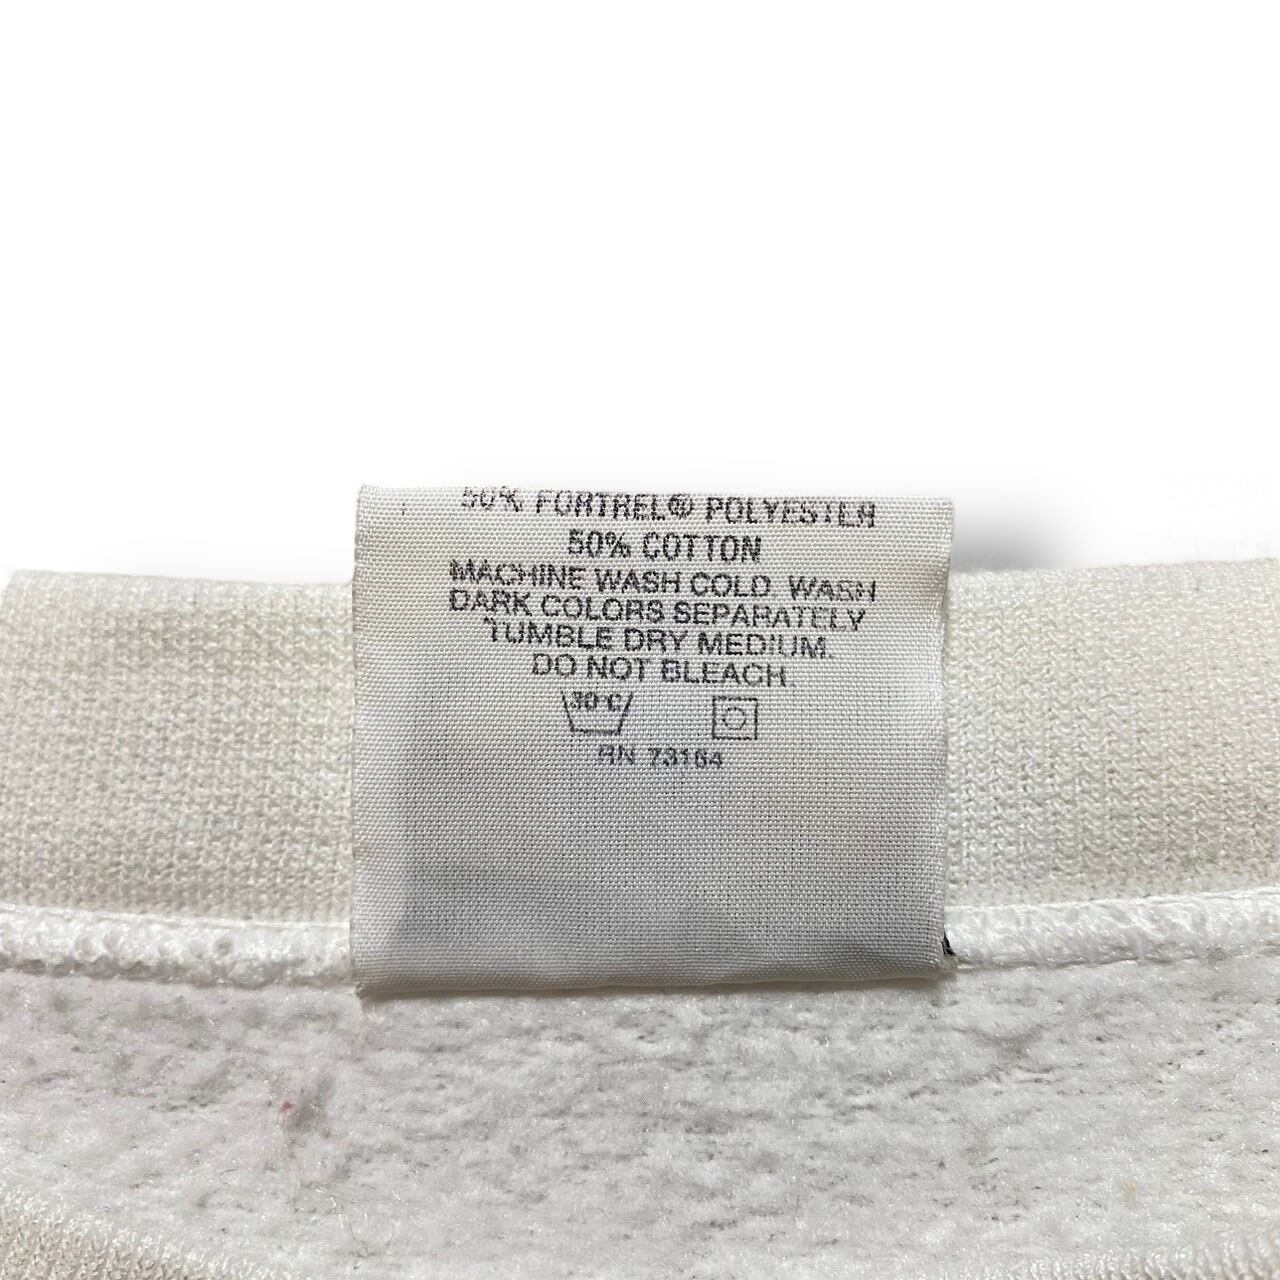 50% FORTREL® POLYESTER
50% COTTON
MACHINE WASH COLD. WASH
DARK COLORS SEPARATELY
TUMBLE DRY MEDIUM.
DO NOT BLEACH.
30°C
RN 73164